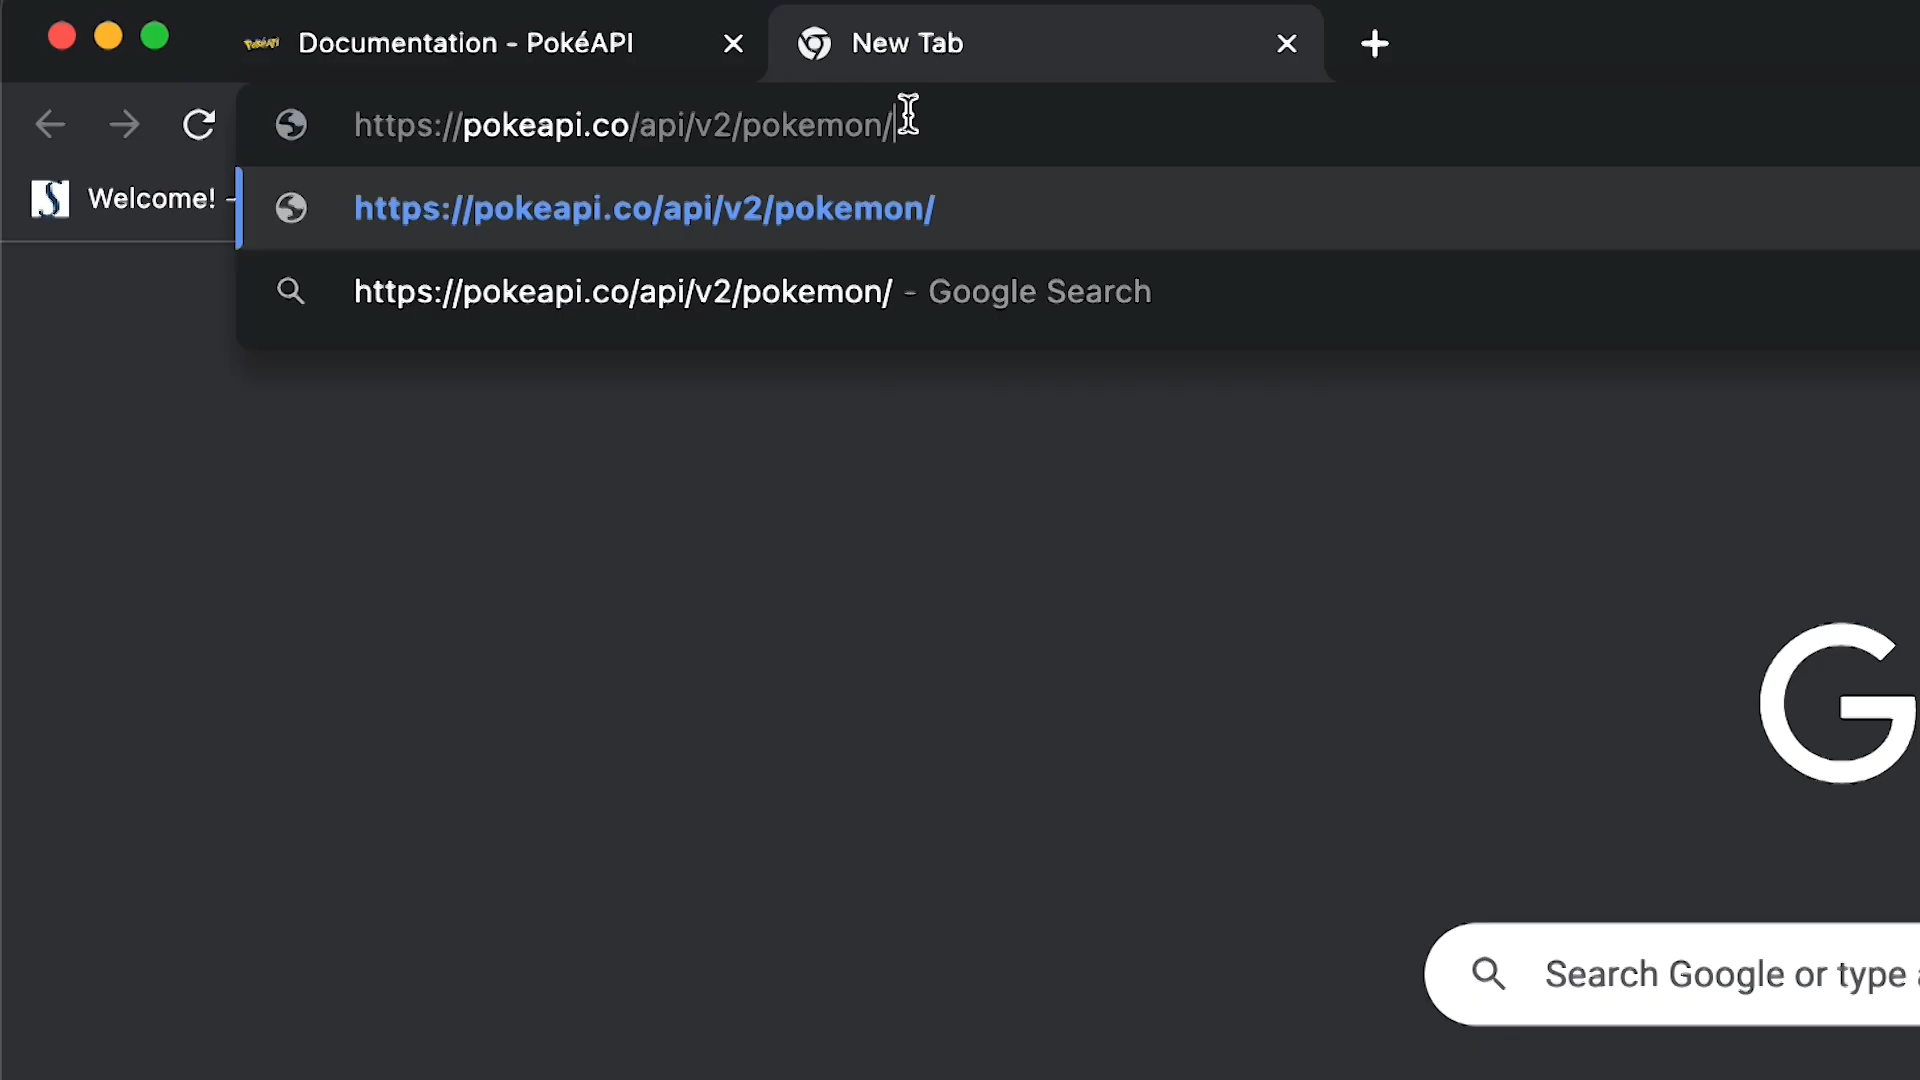 Documentation - PokéAPI
New Tab
https://pokeapi.co/api/v2/pokemon/
Welcome! -
https://pokeapi.co/api/v2/pokemon/
https://pokeapi.co/api/v2/pokemon/ - Google Search
G
Search Google or type a